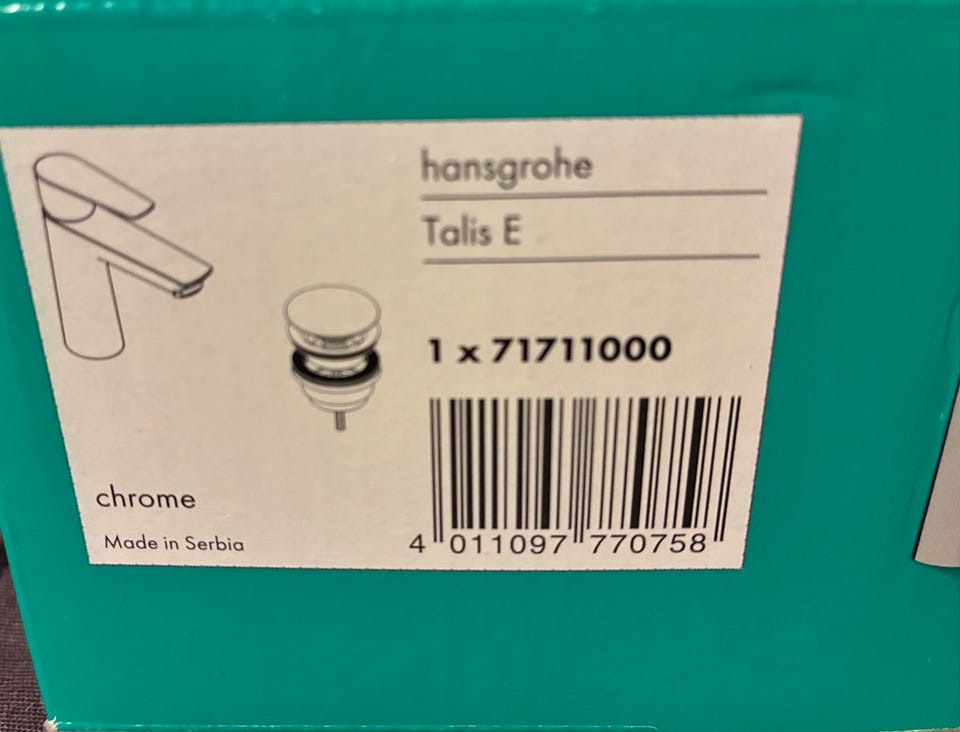 hansgrohe
Talis E
1 x 71711000
chrome
Made in Serbia
4 011097 770758